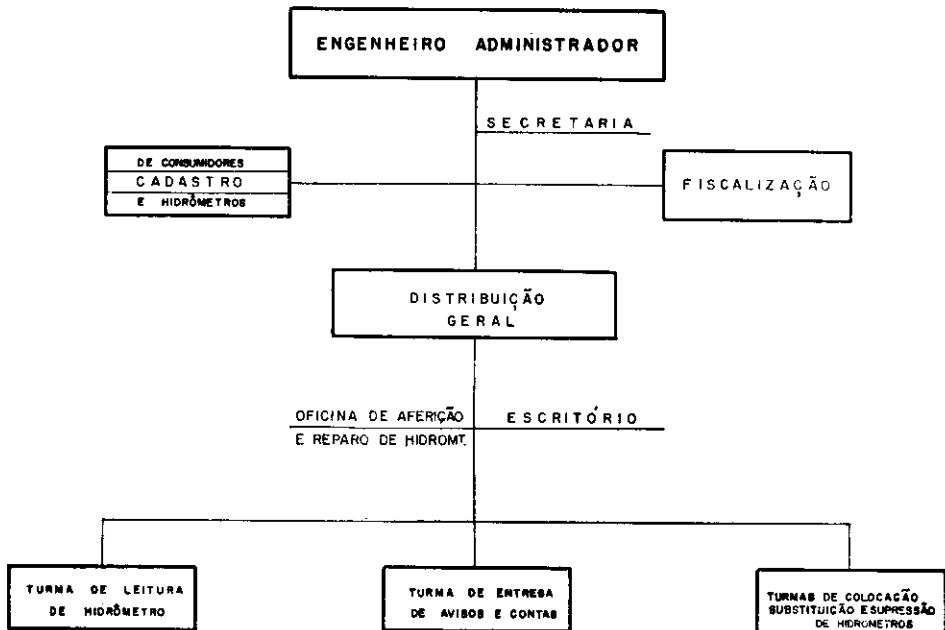 ENGENHEIRO ADMINISTRADOR
SECRETARIA
DE CONSUMIDORES
CADASTRO
E HIDRÔMETROS
FISCALIZAÇÃO
DISTRIBUIÇÃO
GERAL
OFICINA DE AFERIÇÃO
E REPARO DE HIDROMT.
ESCRITÓRIO
TURMA DE LEITURA
DE HIDRÔMETRO
TURMA DE ENTREGA
DE AVISOS E CONTAS
TURMAS DE COLOCAÇÃO
SUBSTITUIÇÃO E SUPRESSÃO
DE HIDROMETROS